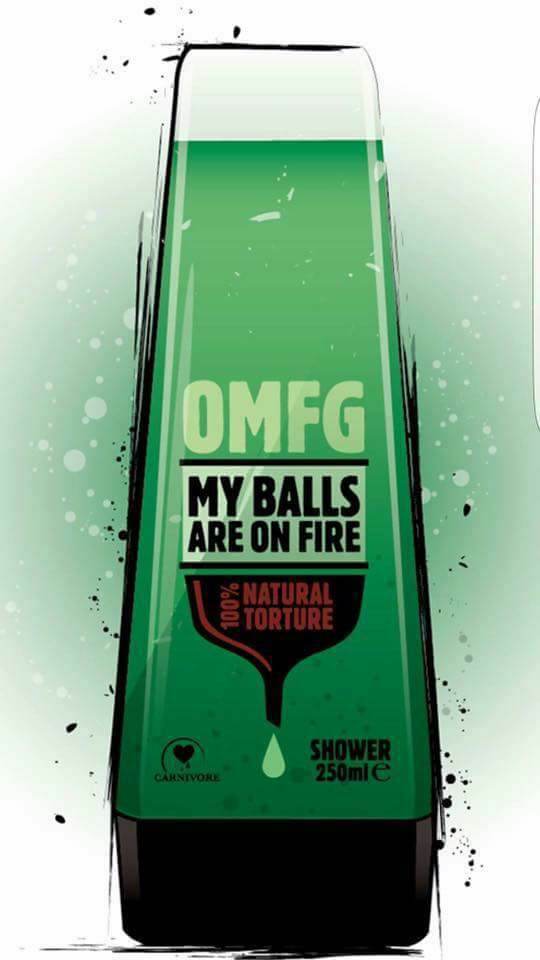 OMFG
MY BALLS
ARE ON FIRE
100% NATURAL
TORTURE
CARNIVORE
SHOWER
250ml e